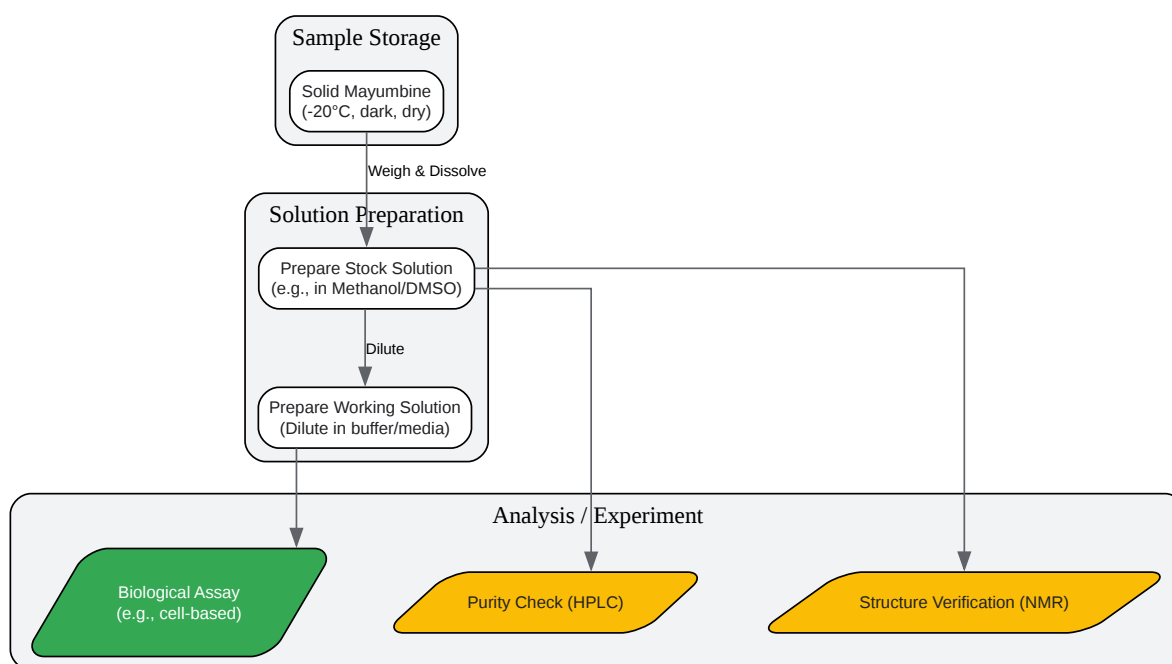 Sample Storage
Solid Mayumbine
(-20°C, dark, dry)
Weigh & Dissolve
Solution Preparation
Prepare Stock Solution
(e.g., in Methanol/DMSO)
Dilute
Prepare Working Solution
(Dilute in buffer/media)
Analysis / Experiment
Biological Assay
(e.g., cell-based)
Purity Check (HPLC)
Structure Verification (NMR)